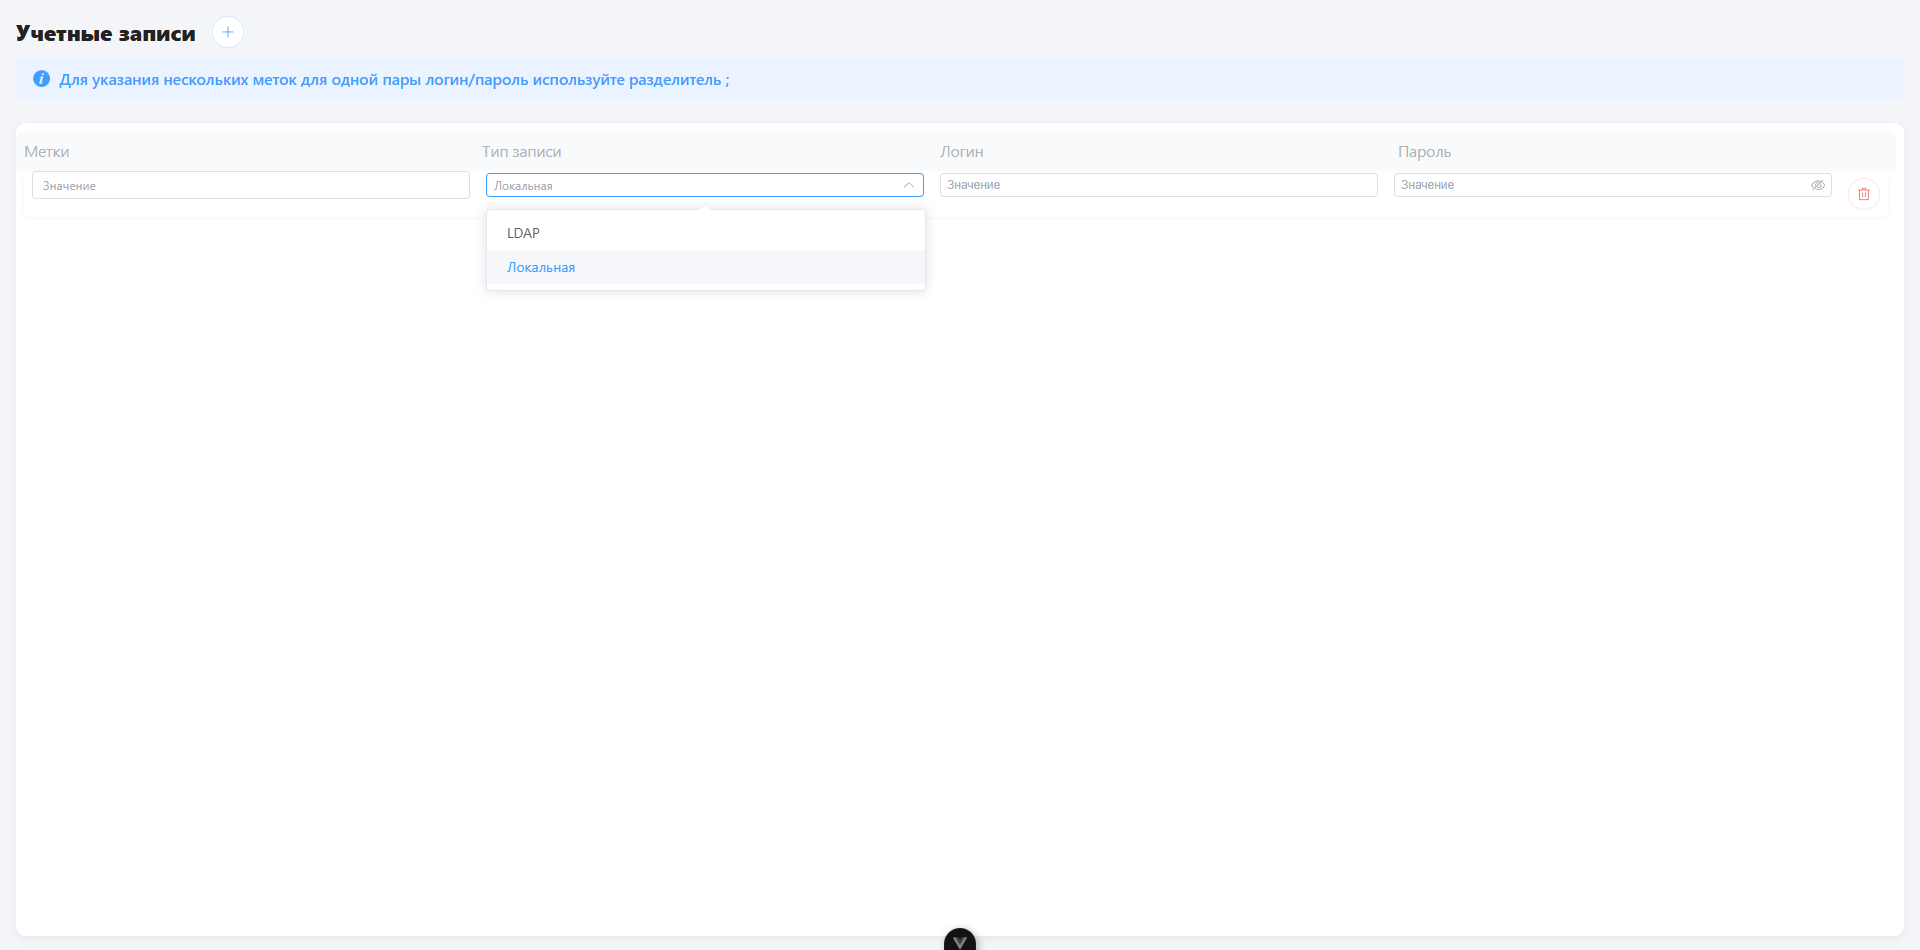 Учетные записи
Для указания нескольких меток для одной пары логин/пароль используйте разделитель ;
Метки Тип записи Логин Пароль
Значение Локальная Значение Значение
LDAP
Локальная